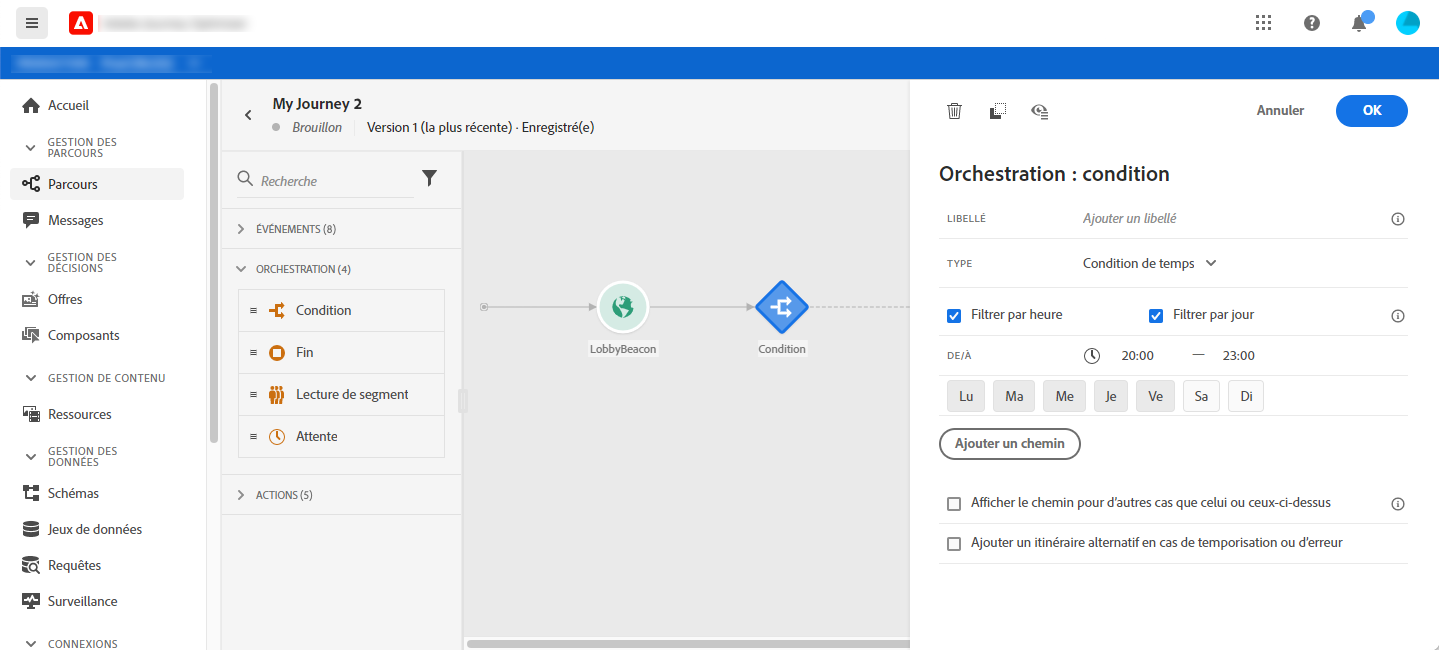 Accueil
GESTION DES
PARCOURS
Parcours
Messages
GESTION DES
DÉCISIONS
Offres
Composants
GESTION DE CONTENU
Ressources
GESTION DES
DONNÉES
Schémas
Jeux de données
Requêtes
Surveillance
CONNEXIONS
My Journey 2
Brouillon
Version 1 (la plus récente) · Enregistré(e)
Recherche
ÉVÉNEMENTS (8)
ORCHESTRATION (4)
Condition
Fin
Lecture de segment
Attente
ACTIONS (5)
LobbyBeacon
Condition
Annuler
OK
Orchestration : condition
LIBELLÉ Ajouter un libellé
TYPE Condition de temps
Filtrer par heure Filtrer par jour
DE/À 20:00 — 23:00
Lu Ma Me Je Ve Sa Di
Ajouter un chemin
Afficher le chemin pour d'autres cas que celui ou ceux-ci-dessus
Ajouter un itinéraire alternatif en cas de temporisation ou d'erreur